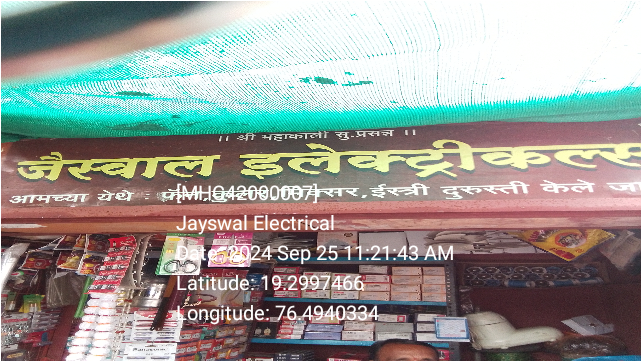 ।। श्री महाकाली सु.प्रसन्न ।।
जैस्वाल इलेक्ट्रीकल्स
आमच्या येथे : फॅन,
सर,ईस्त्री दुरुस्ती केले
[MH042000007]
Jayswal Electrical
Date: 2024 Sep 25 11:21:43 AM
Latitude: 19.2997466
Longitude: 76.4940334